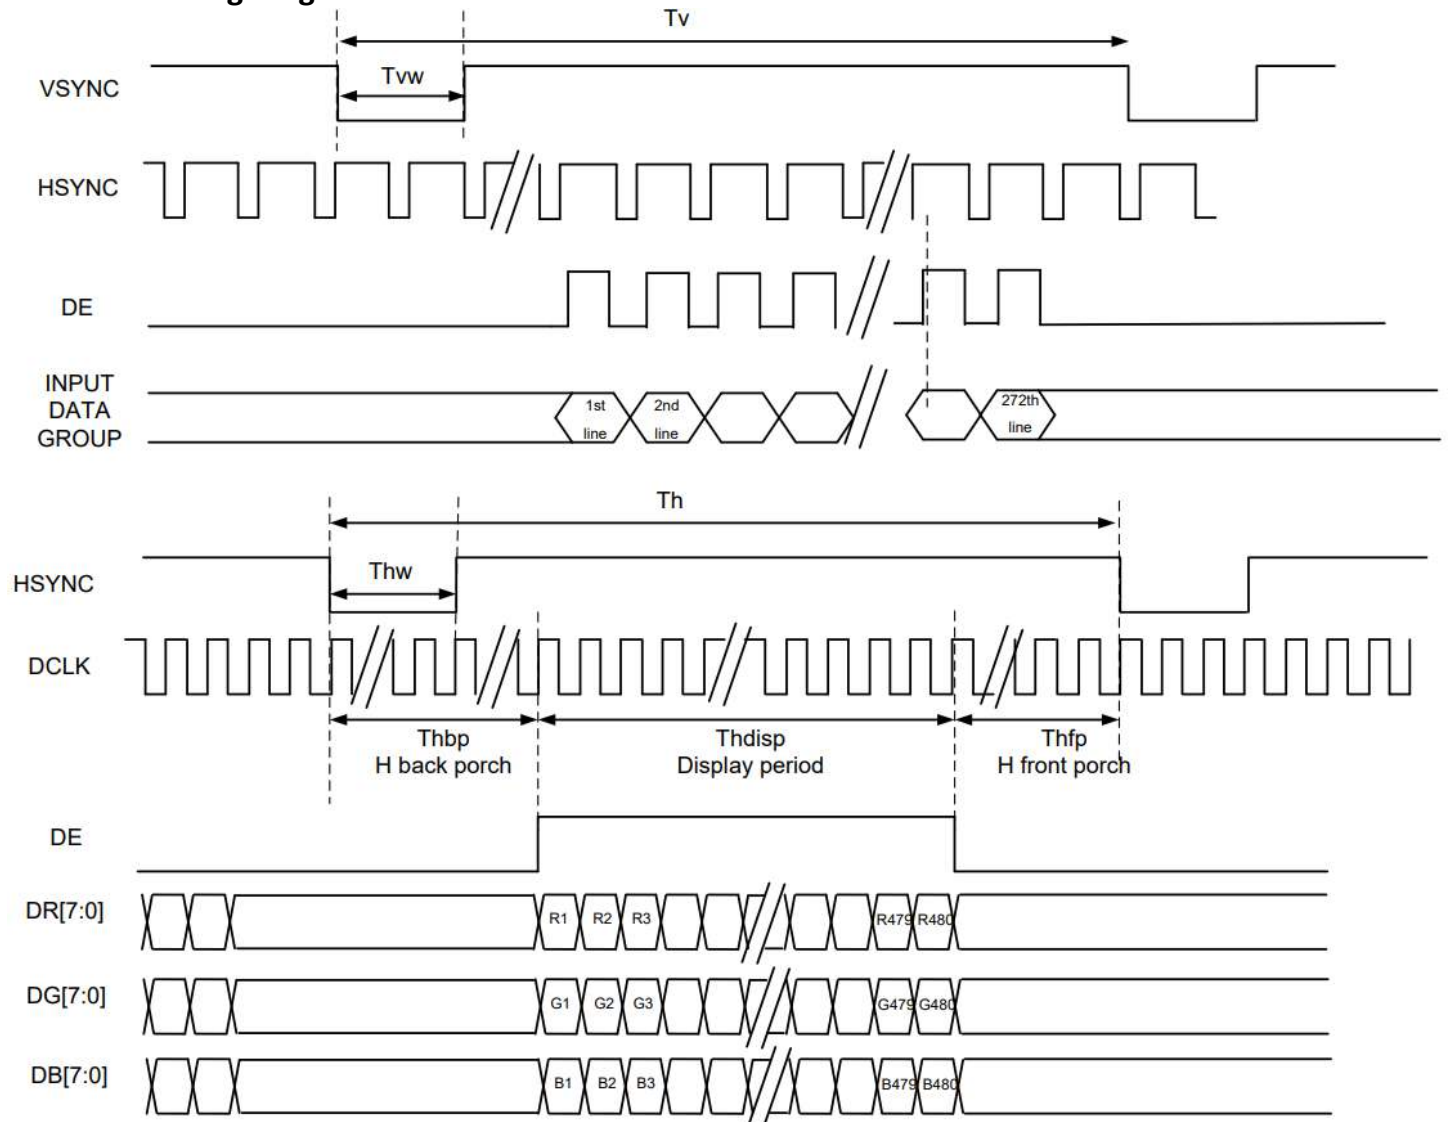 Tv
VSYNC
Tvw
HSYNC
DE
INPUT
DATA
GROUP
1st
line
2nd
line
272th
line
Th
HSYNC
Thw
DCLK
Thbp
H back porch
Thdisp
Display period
Thfp
H front porch
DE
DR[7:0]
R1 R2 R3 R479 R480
DG[7:0]
G1 G2 G3 G479 G480
DB[7:0]
B1 B2 B3 B479 B480